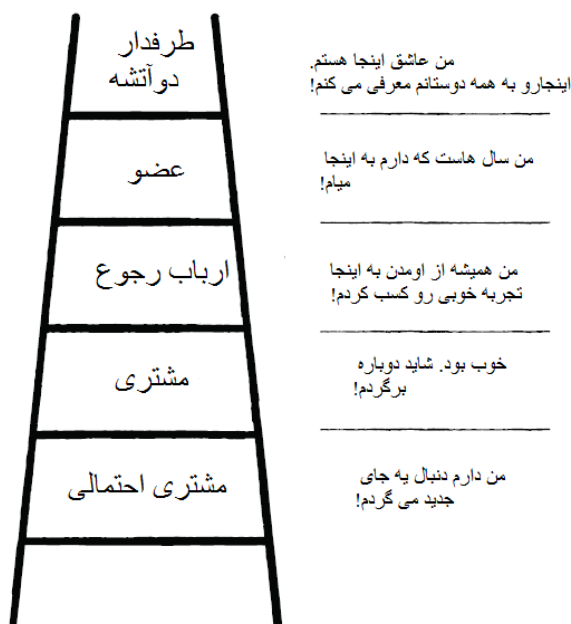 طرفدار
دوآتشه
من عاشق اینجا هستم.
اینجارو به همه دوستانم معرفی می کنم!
عضو
من سال هاست که دارم به اینجا
میام!
ارباب رجوع
من همیشه از اومدن به اینجا
تجربه خوبی رو کسب کردم!
مشتری
خوب بود. شاید دوباره
برگردم!
مشتری احتمالی
من دارم دنبال یه جای
جدید می گردم!